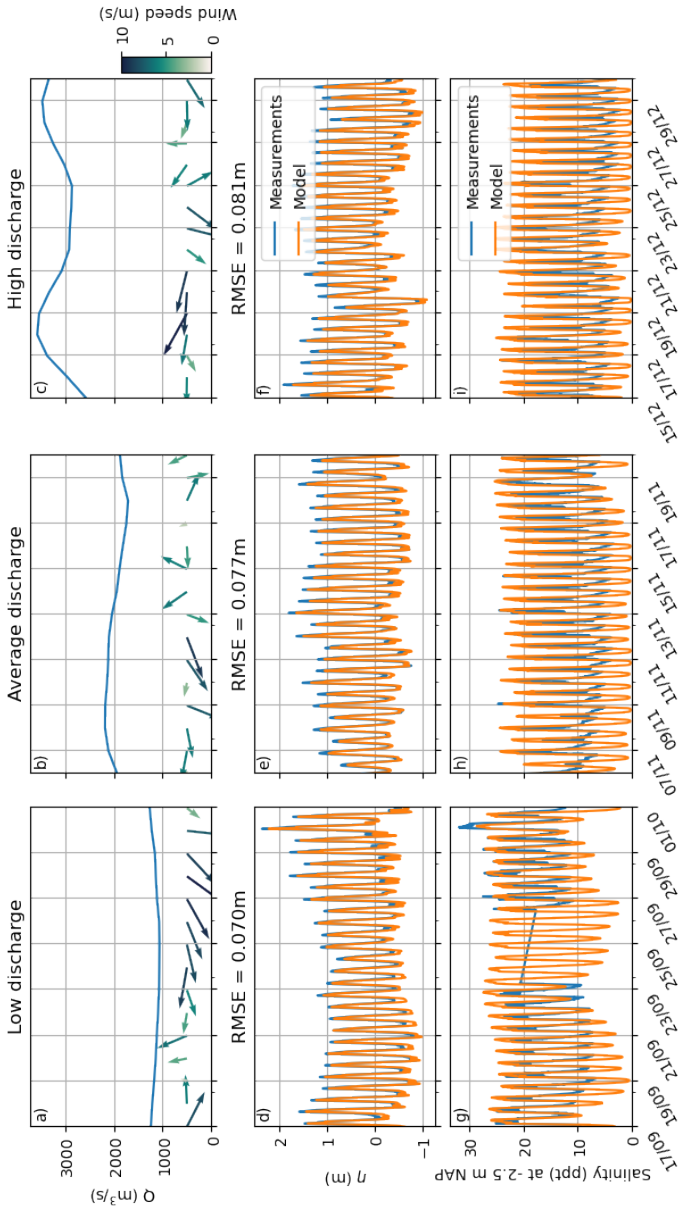 Low discharge
Average discharge
High discharge
a)
b)
c)
Q (m³/s)
3000
2000
1000
0
Wind speed (m/s)
10
5
0
RMSE = 0.070m
RMSE = 0.077m
RMSE = 0.081m
d)
e)
f)
η (m)
2
1
0
−1
Measurements
Model
g)
h)
i)
Salinity (ppt) at -2.5 m NAP
30
20
10
0
Measurements
Model
17/09
19/09
21/09
23/09
25/09
27/09
29/09
01/10
07/11
09/11
11/11
13/11
15/11
17/11
19/11
15/12
17/12
19/12
21/12
23/12
25/12
27/12
29/12